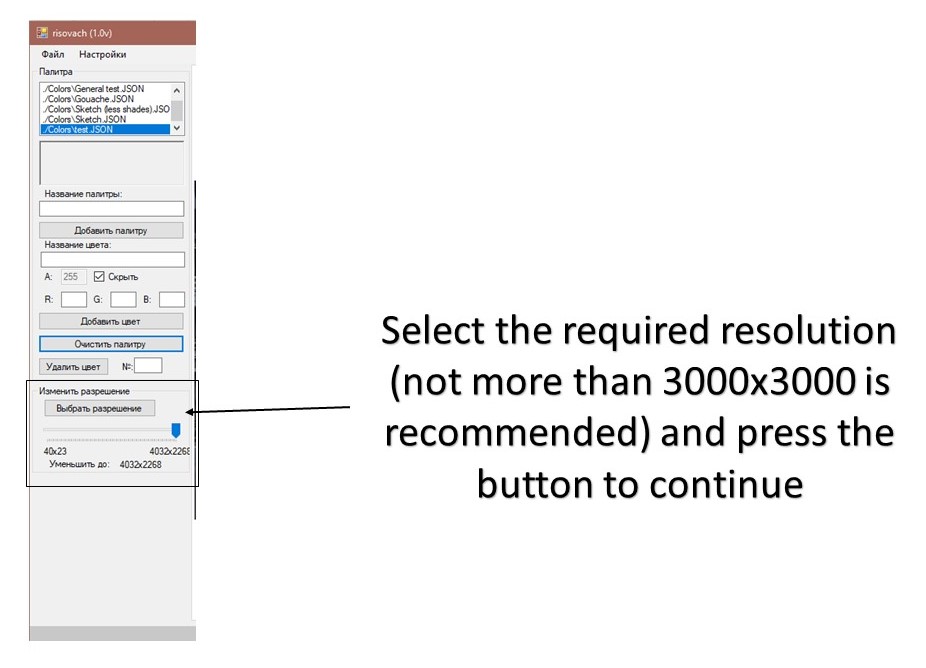 risovach (1.0v)
Файл Настройки
Палитра
./Colors\General test.JSON
./Colors\Gouache.JSON
./Colors\Sketch (less shades).JSO
./Colors\Sketch.JSON
./Colors\test.JSON
Название палитры:
Добавить палитру
Название цвета:
A: 255 Скрыть
R: G: B:
Добавить цвет
Очистить палитру
Удалить цвет №:
Изменить разрешение
Выбрать разрешение
40x23 4032x2268
Уменьшить до: 4032x2268
Select the required resolution
(not more than 3000x3000 is
recommended) and press the
button to continue